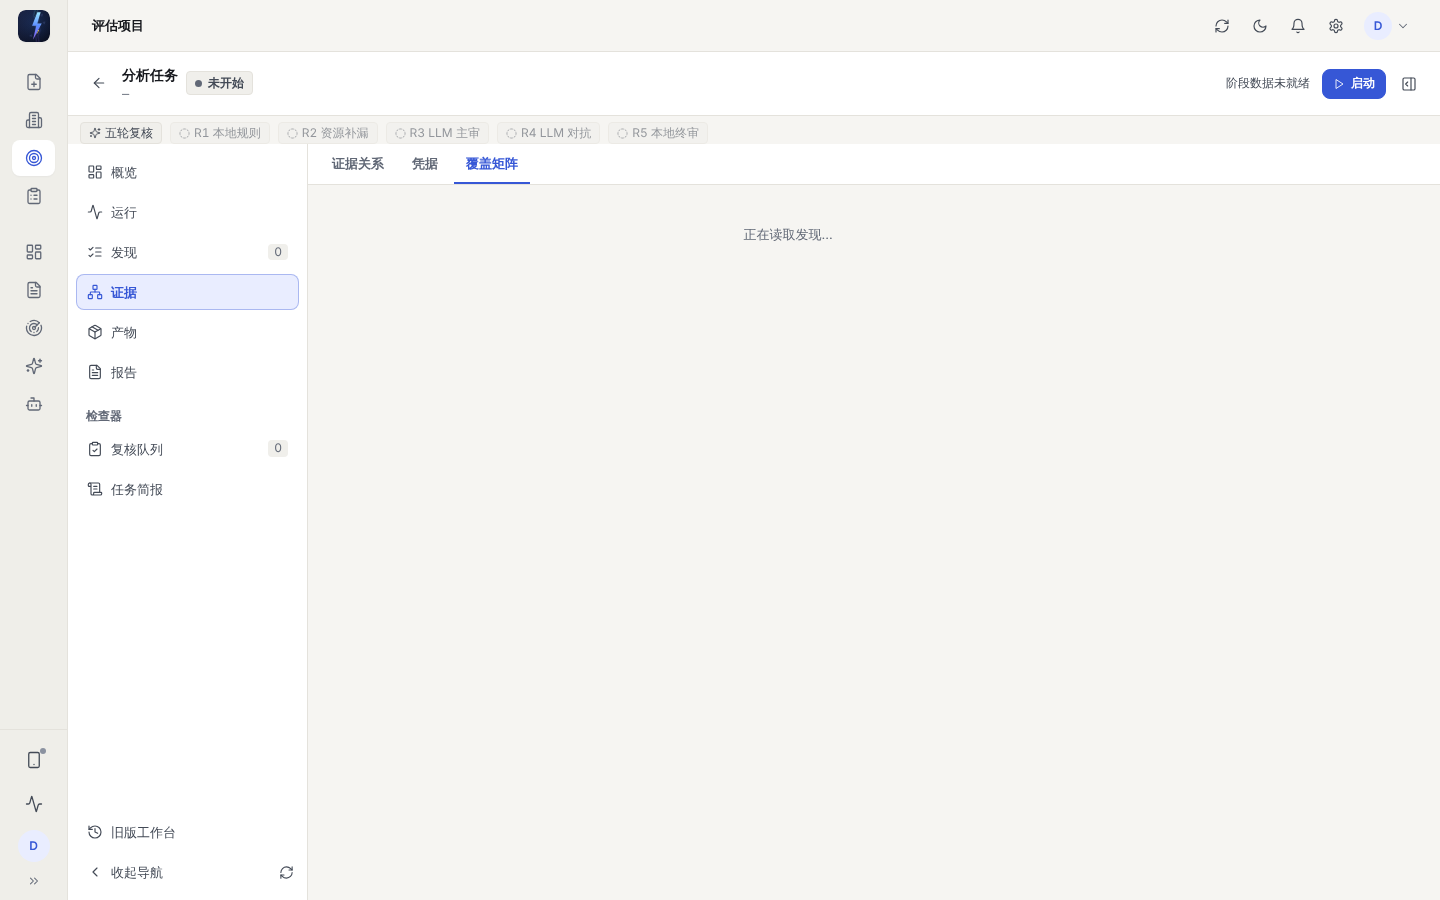 评估项目
D
分析任务
–
未开始
阶段数据未就绪
启动
五轮复核
R1 本地规则
R2 资源补漏
R3 LLM 主审
R4 LLM 对抗
R5 本地终审
概览
运行
发现
0
证据
产物
报告
检查器
复核队列
0
任务简报
旧版工作台
收起导航
证据关系
凭据
覆盖矩阵
正在读取发现...
D